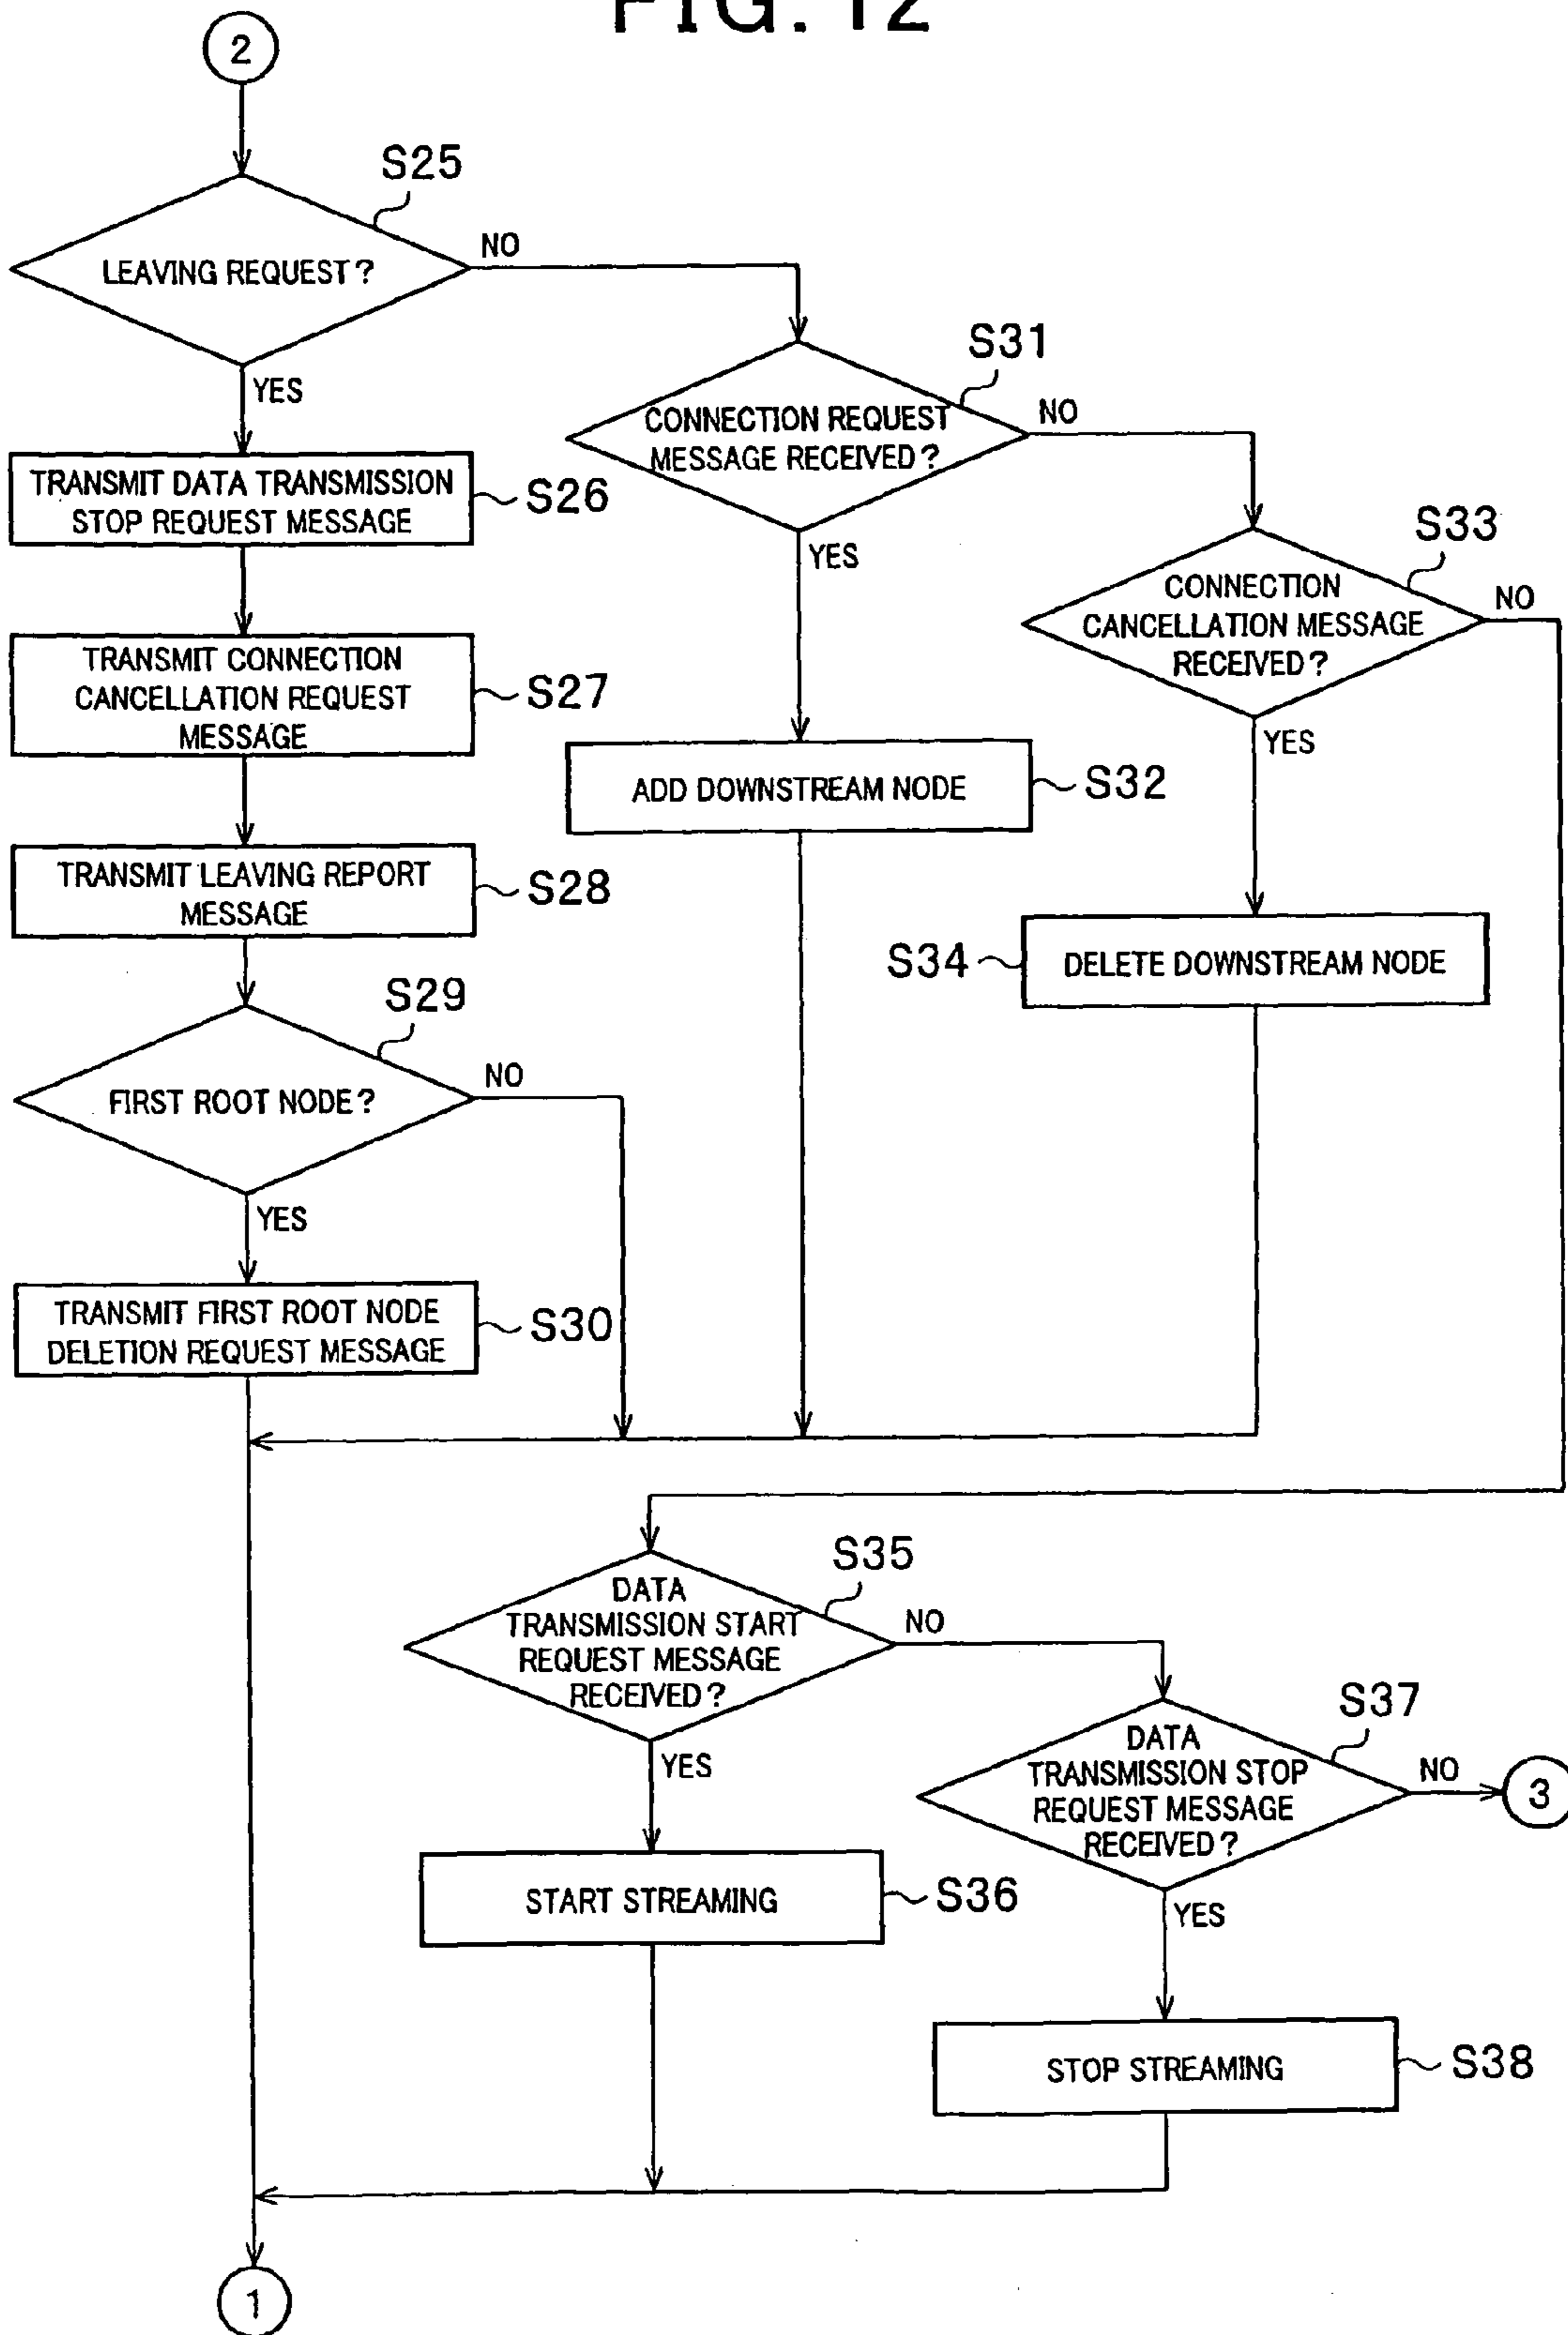 FIG. 12
2
S25
LEAVING REQUEST?
NO
YES
TRANSMIT DATA TRANSMISSION
STOP REQUEST MESSAGE
S26
TRANSMIT CONNECTION
CANCELLATION REQUEST
MESSAGE
S27
TRANSMIT LEAVING REPORT
MESSAGE
S28
S29
FIRST ROOT NODE?
NO
YES
TRANSMIT FIRST ROOT NODE
DELETION REQUEST MESSAGE
S30
S31
CONNECTION REQUEST
MESSAGE RECEIVED?
NO
YES
ADD DOWNSTREAM NODE
S32
S33
CONNECTION
CANCELLATION MESSAGE
RECEIVED?
NO
YES
S34
DELETE DOWNSTREAM NODE
S35
DATA
TRANSMISSION START
REQUEST MESSAGE
RECEIVED?
NO
YES
START STREAMING
S36
S37
DATA
TRANSMISSION STOP
REQUEST MESSAGE
RECEIVED?
NO
3
YES
STOP STREAMING
S38
1